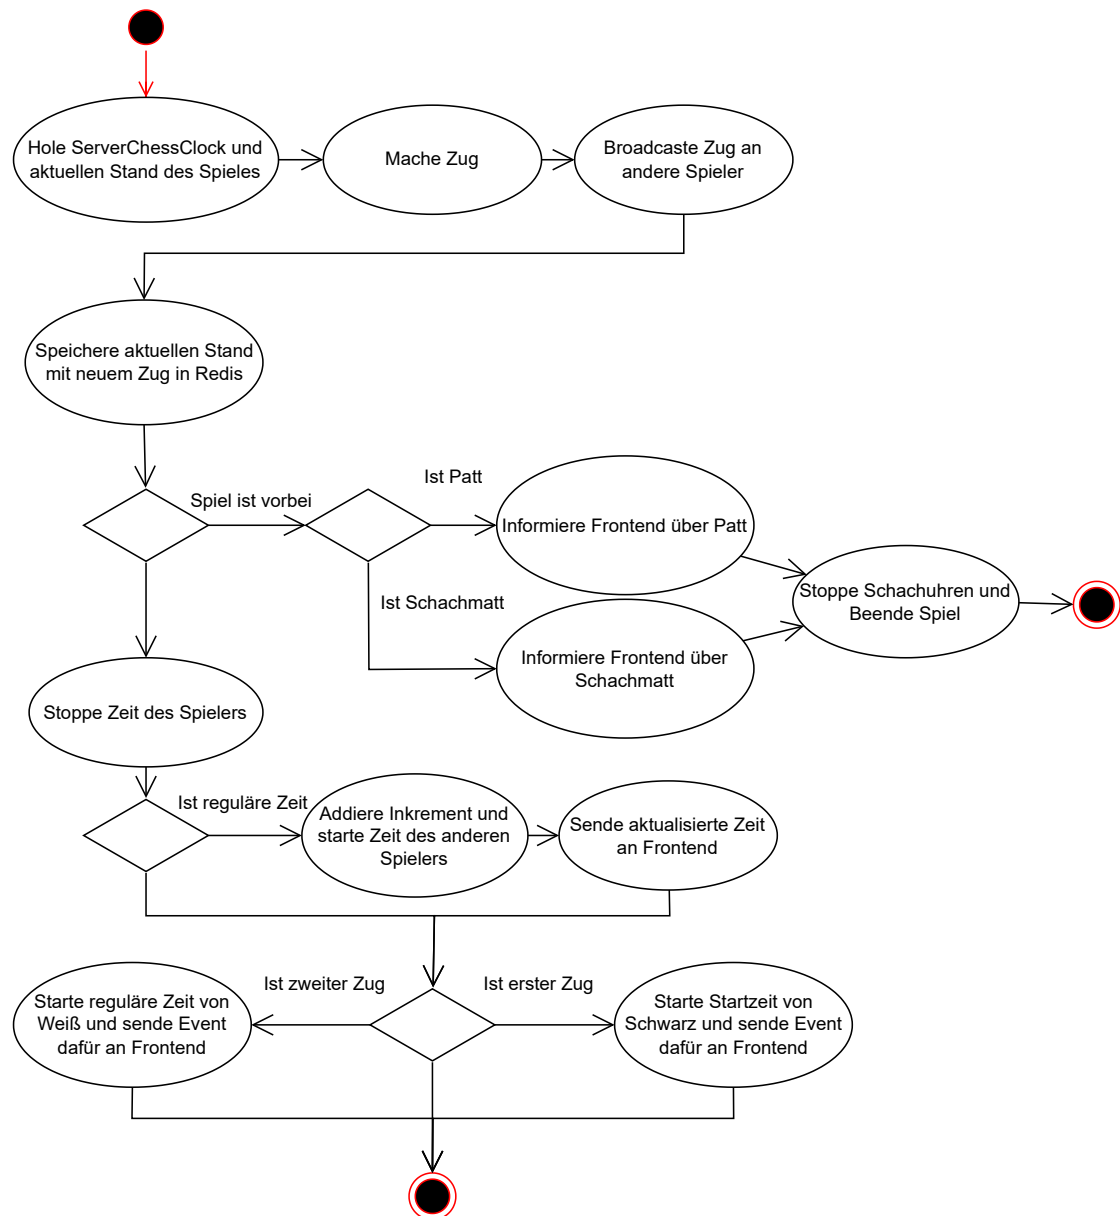 Hole ServerChessClock und
aktuellen Stand des Spieles
Mache Zug
Broadcaste Zug an
andere Spieler
Speichere aktuellen Stand
mit neuem Zug in Redis
Spiel ist vorbei
Ist Patt
Informiere Frontend über Patt
Ist Schachmatt
Informiere Frontend über
Schachmatt
Stoppe Schachuhren und
Beende Spiel
Stoppe Zeit des Spielers
Ist reguläre Zeit
Addiere Inkrement und
starte Zeit des anderen
Spielers
Sende aktualisierte Zeit
an Frontend
Ist zweiter Zug
Ist erster Zug
Starte reguläre Zeit von
Weiß und sende Event
dafür an Frontend
Starte Startzeit von
Schwarz und sende Event
dafür an Frontend